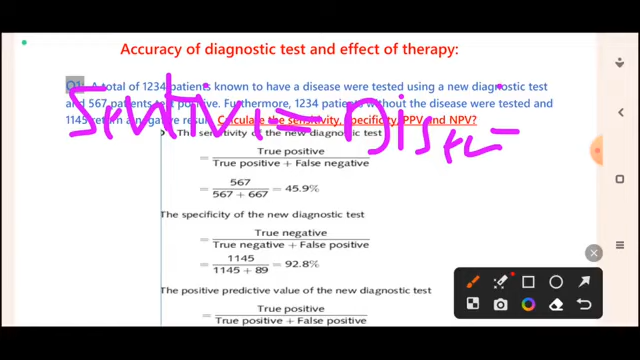 Accuracy of diagnostic test and effect of therapy:
Q1: A total of 1234 patients known to have a disease were tested using a new diagnostic test
and 567 patients test positive. Furthermore, 1234 patients without the disease were tested and
1145 return a negative result. Calculate the sensitivity, specificity, PPV, and NPV?
The sensitivity of the new diagnostic test
= True positive / True positive + False negative
= 567 / 567 + 667 = 45.9%
The specificity of the new diagnostic test
= True negative / True negative + False positive
= 1145 / 1145 + 89 = 92.8%
The positive predictive value of the new diagnostic test
= True positive / True positive + False positive